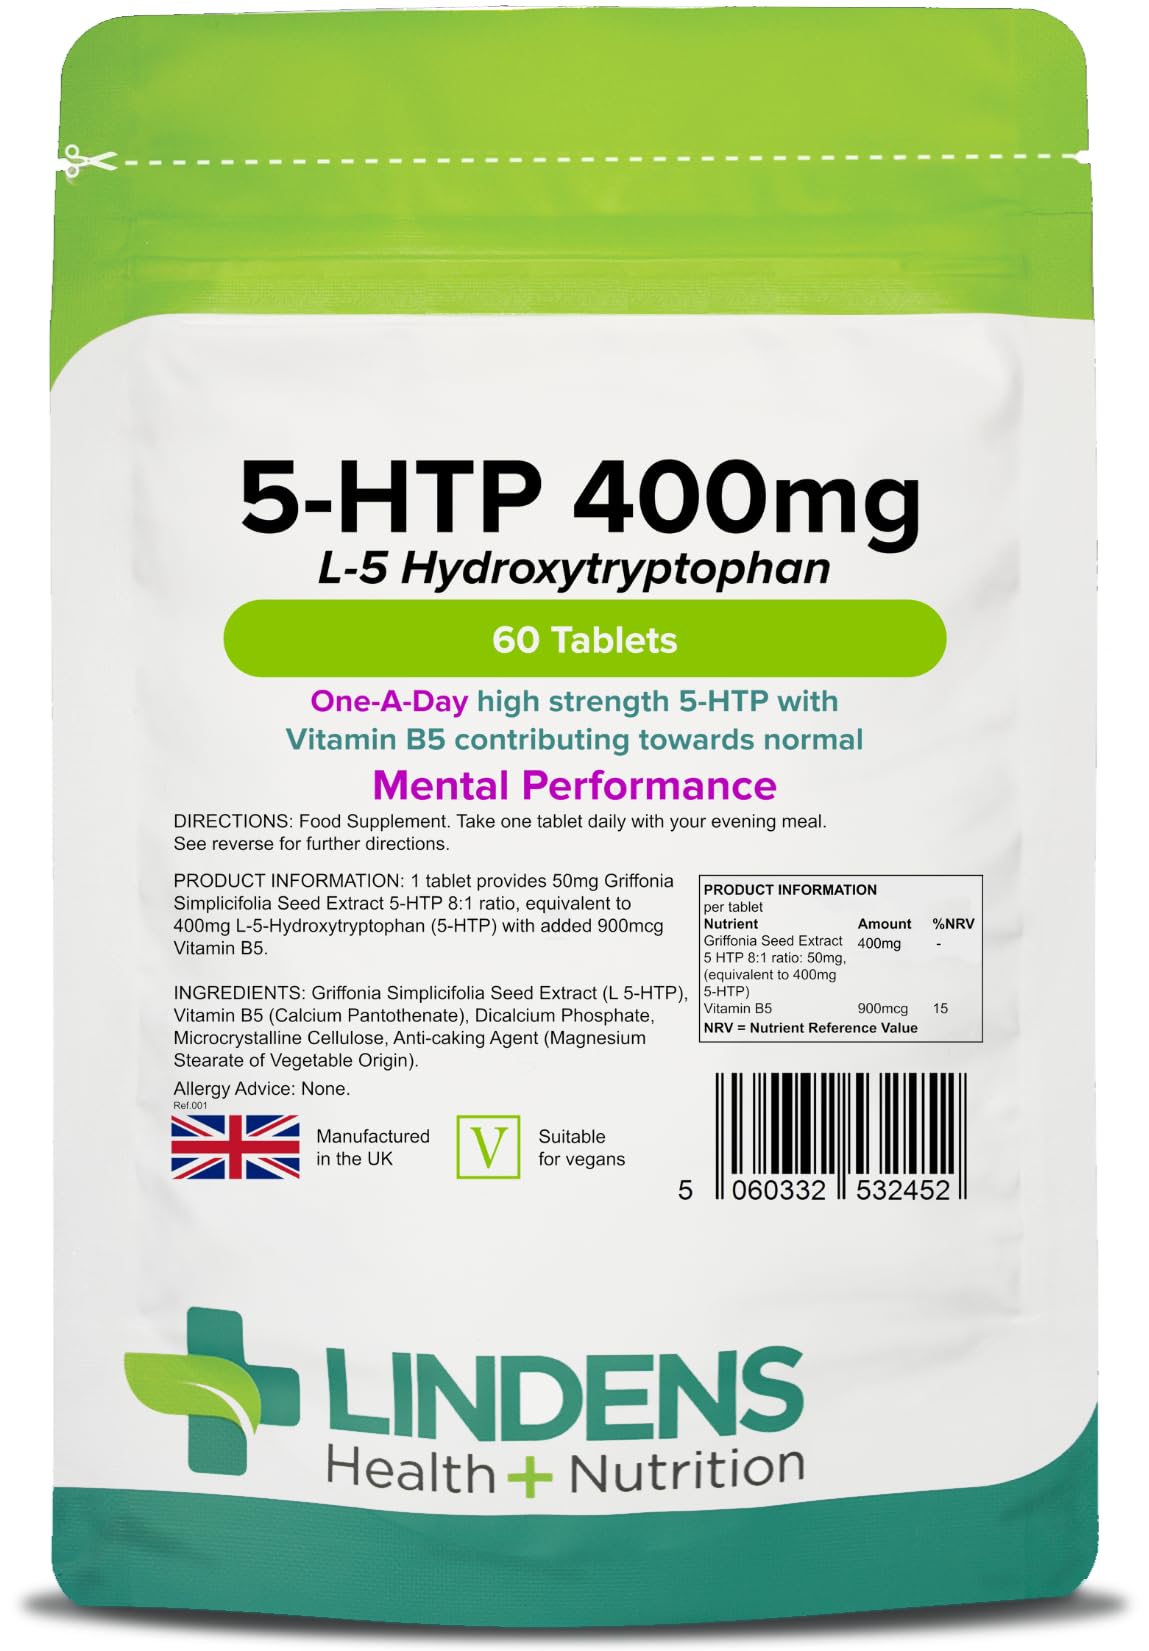 5-HTP 400mg
L-5 Hydroxytryptophan
60 Tablets
One-A-Day high strength 5-HTP with
Vitamin B5 contributing towards normal
Mental Performance
DIRECTIONS: Food Supplement. Take one tablet daily with your evening meal.
See reverse for further directions.
PRODUCT INFORMATION: 1 tablet provides 50mg Griffonia
Simplicifolia Seed Extract 5-HTP 8:1 ratio, equivalent to
400mg L-5-Hydroxytryptophan (5-HTP) with added 900mcg
Vitamin B5.
INGREDIENTS: Griffonia Simplicifolia Seed Extract (L 5-HTP),
Vitamin B5 (Calcium Pantothenate), Dicalcium Phosphate,
Microcrystalline Cellulose, Anti-caking Agent (Magnesium
Stearate of Vegetable Origin).
Allergy Advice: None.
Ref.001
PRODUCT INFORMATION
per tablet
Nutrient Amount %NRV
Griffonia Seed Extract 400mg -
5 HTP 8:1 ratio: 50mg,
(equivalent to 400mg
5-HTP)
Vitamin B5 900mcg 15
NRV = Nutrient Reference Value
Manufactured
in the UK
V
Suitable
for vegans
5 060332 532452
LINDENS
Health + Nutrition